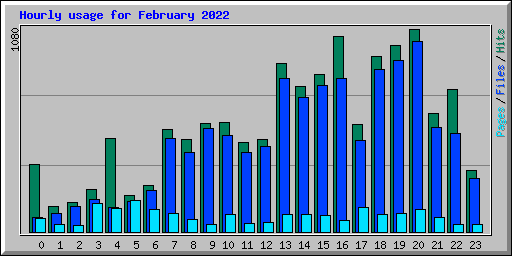 Hourly usage for February 2022
1080
Pages / Files / Hits
0 1 2 3 4 5 6 7 8 9 10 11 12 13 14 15 16 17 18 19 20 21 22 23